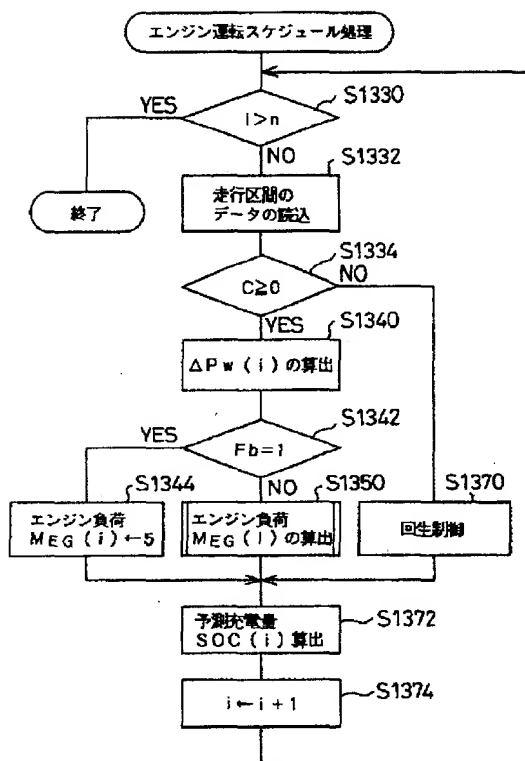 エンジン運転スケジュール処理
S1330
YES
i>n
NO
S1332
終了
走行区間の
データの読込
S1334
C≧0
NO
YES
S1340
ΔPw(i)の算出
S1342
YES
Fb=1
NO
S1344
S1350
S1370
エンジン負荷
MEG(i)←5
エンジン負荷
MEG(i)の算出
回生制御
予測充電量
SOC(i)算出
S1372
i←i+1
S1374